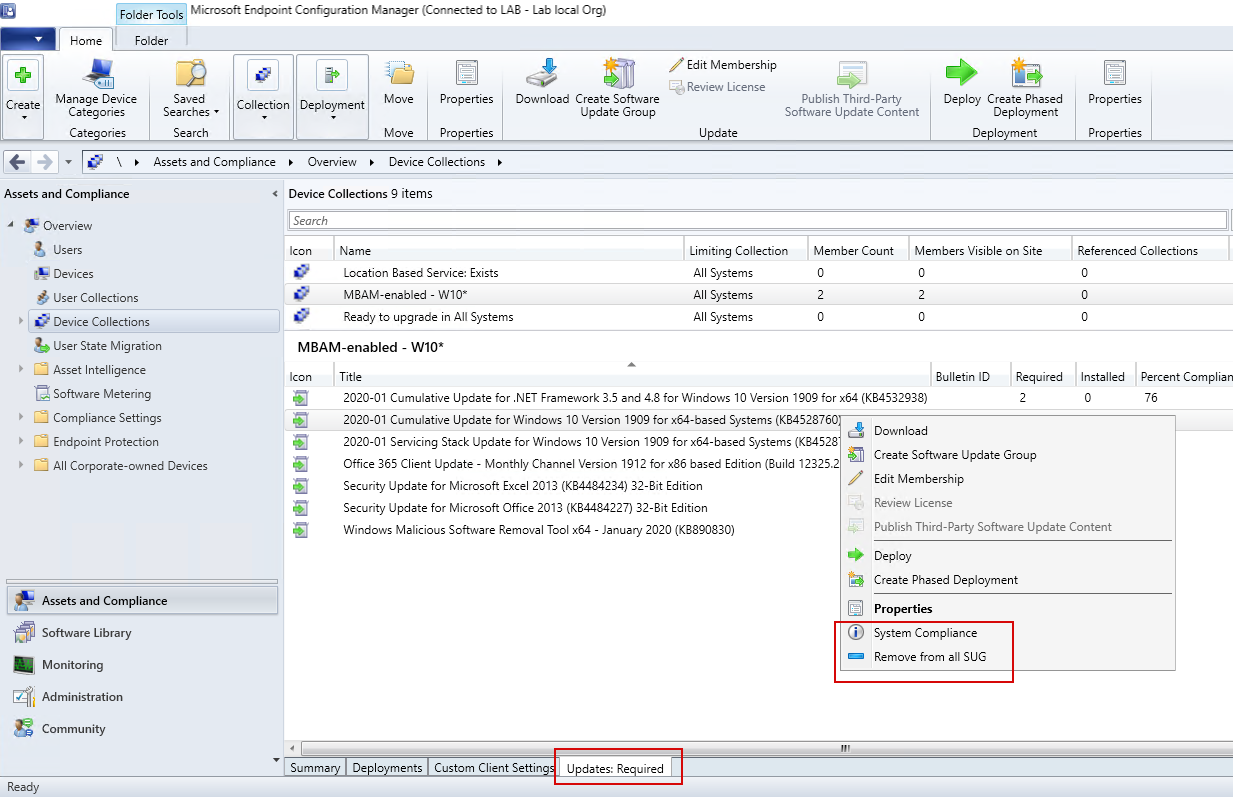 Folder Tools
Microsoft Endpoint Configuration Manager (Connected to LAB - Lab local Org)
Home
Folder
Create
Manage Device
Categories
Categories
Saved
Searches
Search
Collection
Deployment
Move
Move
Properties
Properties
Download
Create Software
Update Group
Edit Membership
Review License
Publish Third-Party
Software Update Content
Update
Deploy
Create Phased
Deployment
Deployment
Properties
Properties
\ Assets and Compliance Overview Device Collections
Assets and Compliance
Overview
Users
Devices
User Collections
Device Collections
User State Migration
Asset Intelligence
Software Metering
Compliance Settings
Endpoint Protection
All Corporate-owned Devices
Assets and Compliance
Software Library
Monitoring
Administration
Community
Device Collections 9 items
Search
Icon Name Limiting Collection Member Count Members Visible on Site Referenced Collections
Location Based Service: Exists All Systems 0 0 0
MBAM-enabled - W10* All Systems 2 2 0
Ready to upgrade in All Systems All Systems 0 0 0
MBAM-enabled - W10*
Icon Title Bulletin ID Required Installed Percent Complian
2020-01 Cumulative Update for .NET Framework 3.5 and 4.8 for Windows 10 Version 1909 for x64 (KB4532938) 2 0 76
2020-01 Cumulative Update for Windows 10 Version 1909 for x64-based Systems (KB4528760)
2020-01 Servicing Stack Update for Windows 10 Version 1909 for x64-based Systems (KB4528
Office 365 Client Update - Monthly Channel Version 1912 for x86 based Edition (Build 12325.2
Security Update for Microsoft Excel 2013 (KB4484234) 32-Bit Edition
Security Update for Microsoft Office 2013 (KB4484227) 32-Bit Edition
Windows Malicious Software Removal Tool x64 - January 2020 (KB890830)
Download
Create Software Update Group
Edit Membership
Review License
Publish Third-Party Software Update Content
Deploy
Create Phased Deployment
Properties
System Compliance
Remove from all SUG
Summary Deployments Custom Client Settings Updates: Required
Ready